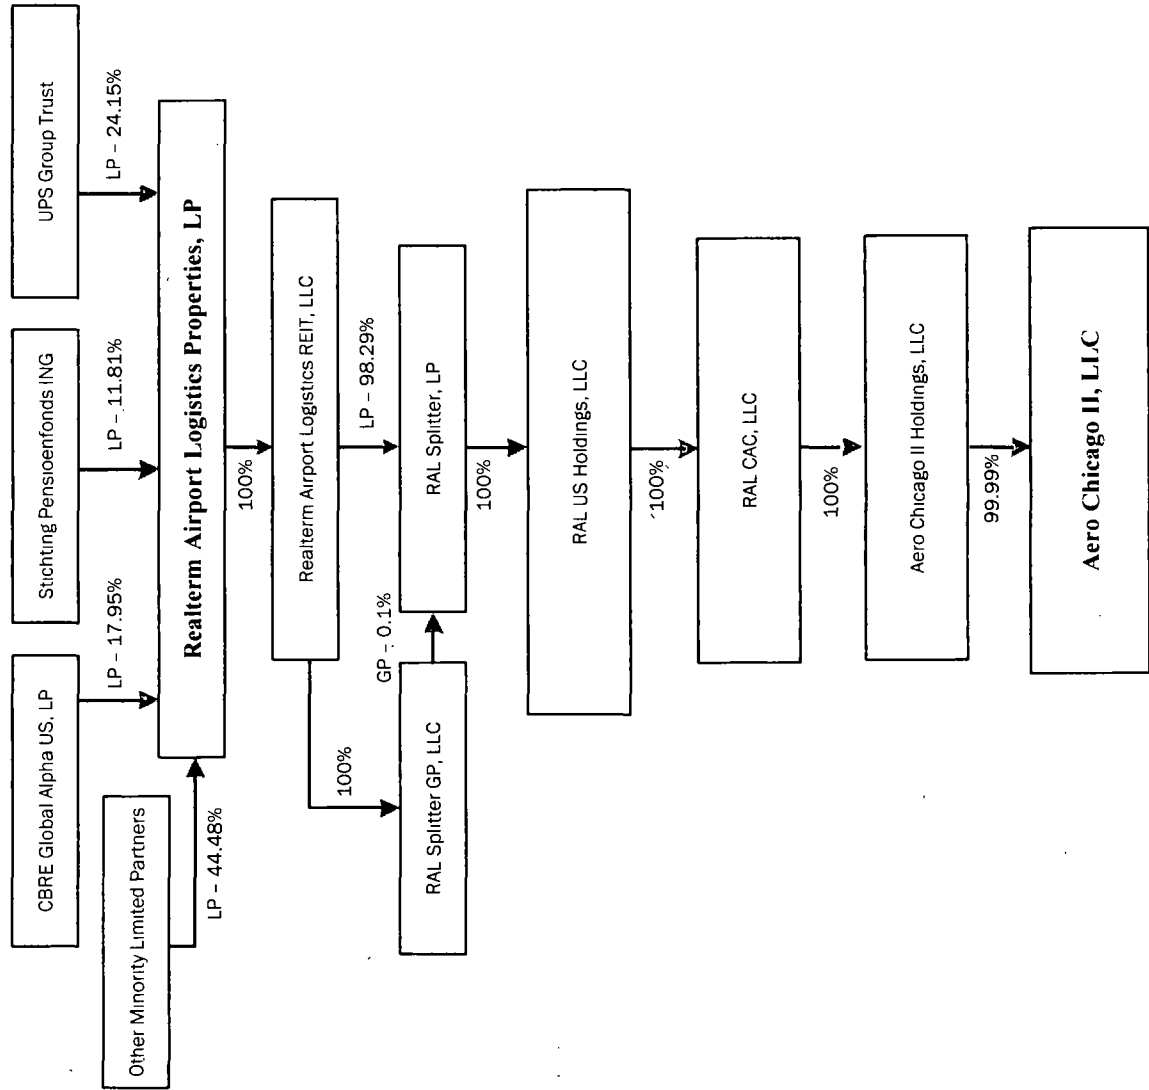 CBRE Global Alpha US, LP
Stichting Pensioenfonds ING
UPS Group Trust
LP – 17.95%
LP – 11.81%
LP – 24.15%
Other Minority Limited Partners
LP – 44.48%
Realterm Airport Logistics Properties, LP
100%
Realterm Airport Logistics REIT, LLC
100%
LP – 98.29%
RAL Splitter GP, LLC
GP – 0.1%
RAL Splitter, LP
100%
RAL US Holdings, LLC
100%
RAL CAC, LLC
100%
Aero Chicago II Holdings, LLC
99.99%
Aero Chicago II, LLC